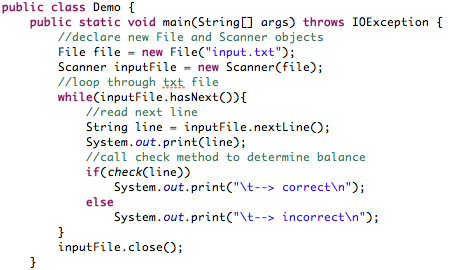 public class Demo {
    public static void main(String[] args) throws IOException {
        //declare new File and Scanner objects
        File file = new File("input.txt");
        Scanner inputFile = new Scanner(file);
        //loop through txt file
        while(inputFile.hasNext()){
            //read next line
            String line = inputFile.nextLine();
            System.out.print(line);
            //call check method to determine balance
            if(check(line))
                System.out.print("\t--> correct\n");
            else
                System.out.print("\t--> incorrect\n");
        }
        inputFile.close();
    }